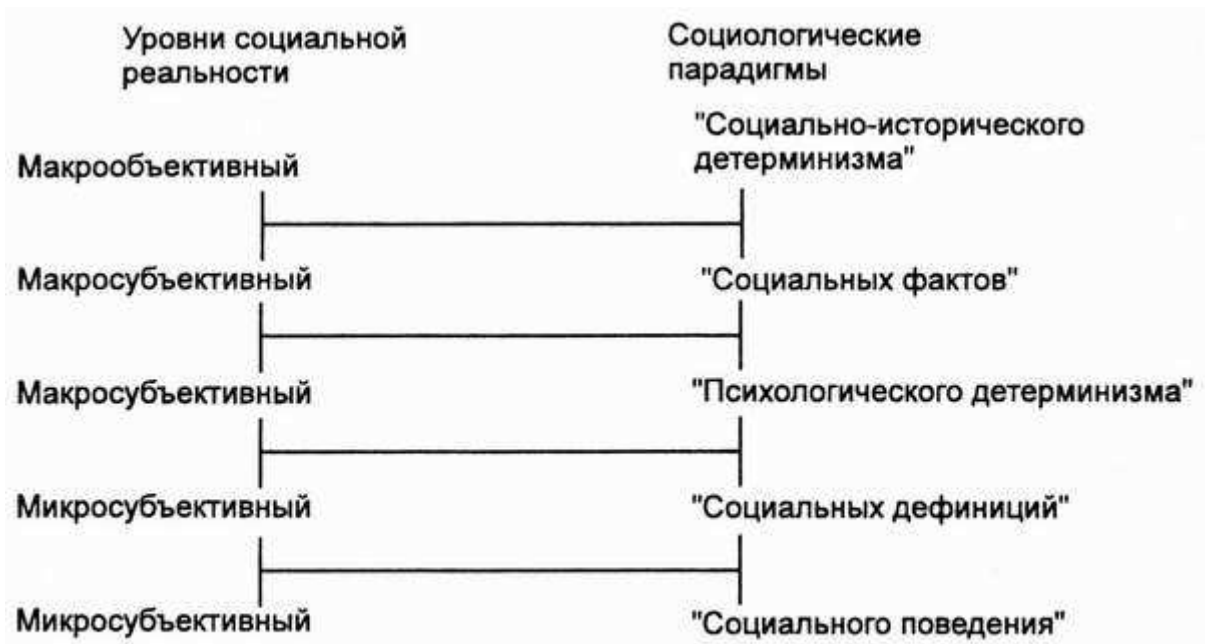 Уровни социальной
реальности
Социологические
парадигмы
"Социально-исторического
детерминизма"
Макрообъективный
Макросубъективный
"Социальных фактов"
Макросубъективный
"Психологического детерминизма"
Микросубъективный
"Социальных дефиниций"
Микросубъективный
"Социального поведения"